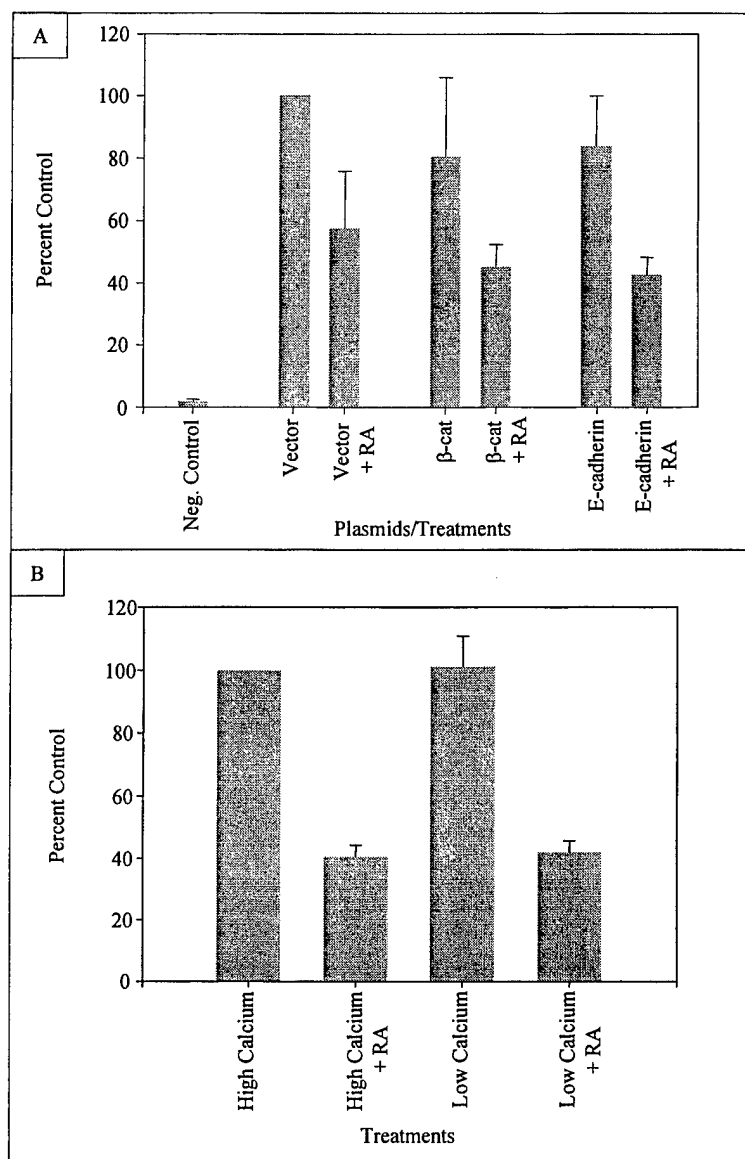 A
120
100
80
60
40
20
0
Percent Control
Neg. Control
Vector
Vector
+ RA
β-cat
β-cat
+ RA
E-cadherin
E-cadherin
+ RA
Plasmids/Treatments
B
120
100
80
60
40
20
0
Percent Control
High Calcium
High Calcium
+ RA
Low Calcium
Low Calcium
+ RA
Treatments